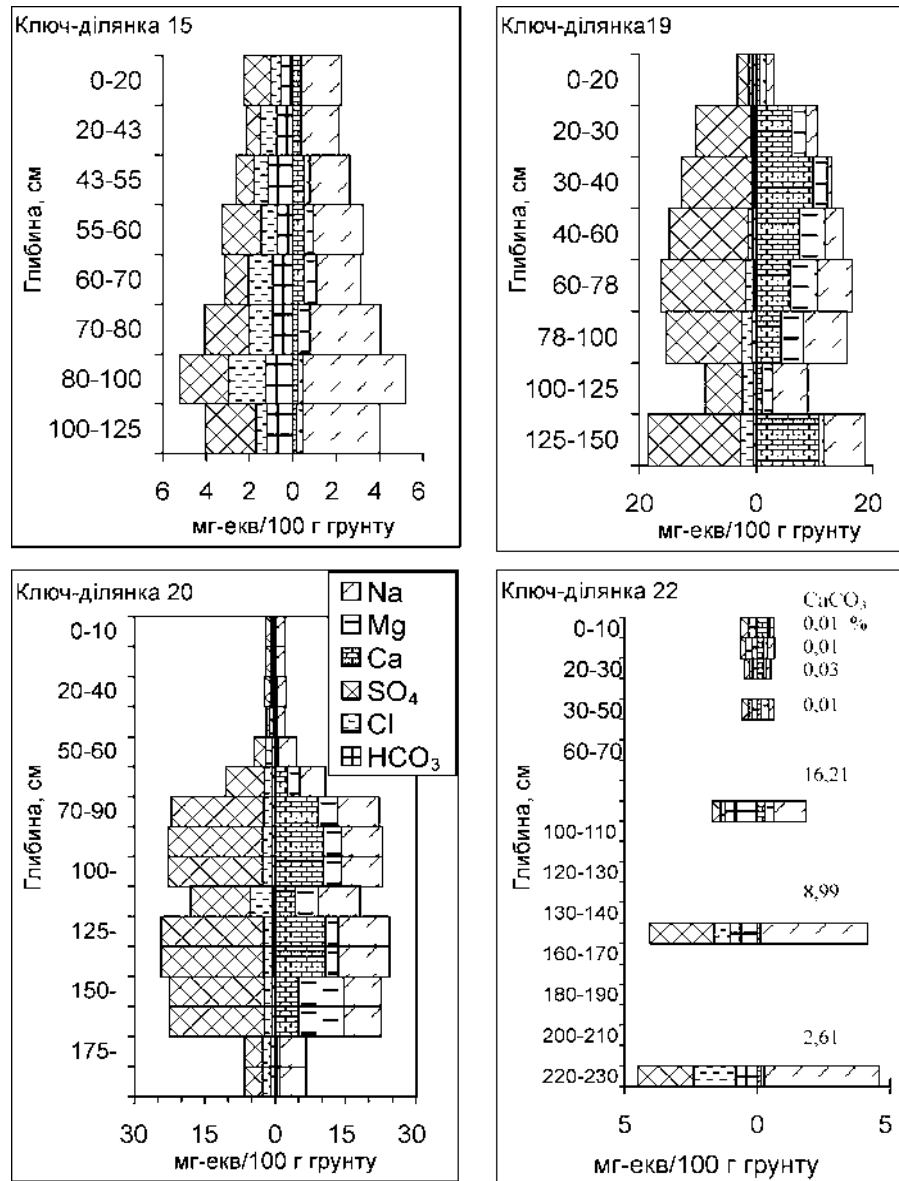 Ключ-ділянка 15
Глибина, см
0-20
20-43
43-55
55-60
60-70
70-80
80-100
100-125
6 4 2 0 2 4 6
мг-екв/100 г грунту
Ключ-ділянка19
Глибина, см
0-20
20-30
30-40
40-60
60-78
78-100
100-125
125-150
20 0 20
мг-екв/100 г грунту
Ключ-ділянка 20
Глибина, см
0-10
20-40
50-60
70-90
100-
125-
150-
175-
30 15 0 15 30
мг-екв/100 г грунту
Na
Mg
Ca
SO₄
Cl
HCO₃
Ключ-ділянка 22
Глибина, см
CaCO₃
0-10 0,01 %
0,01
20-30 0,03
30-50 0,01
60-70
16,21
100-110
120-130
130-140 8,99
160-170
180-190
200-210 2,61
220-230
5 0 5
мг-екв/100 г грунту